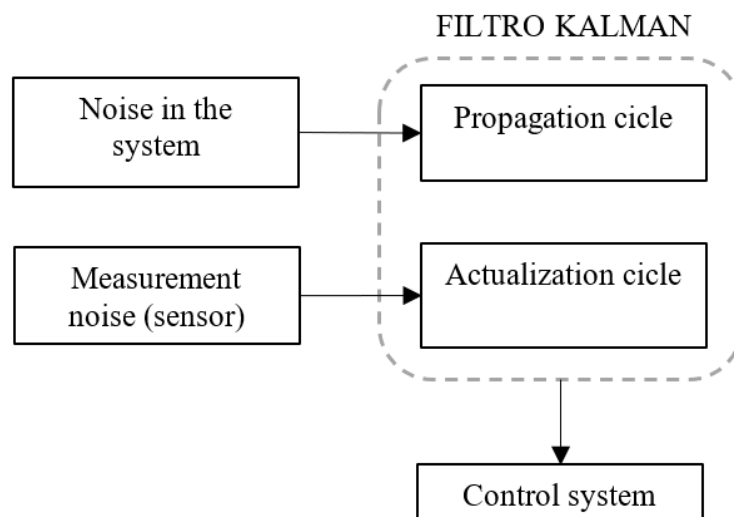 FILTRO KALMAN
Noise in the
system
Propagation cicle
Measurement
noise (sensor)
Actualization cicle
Control system